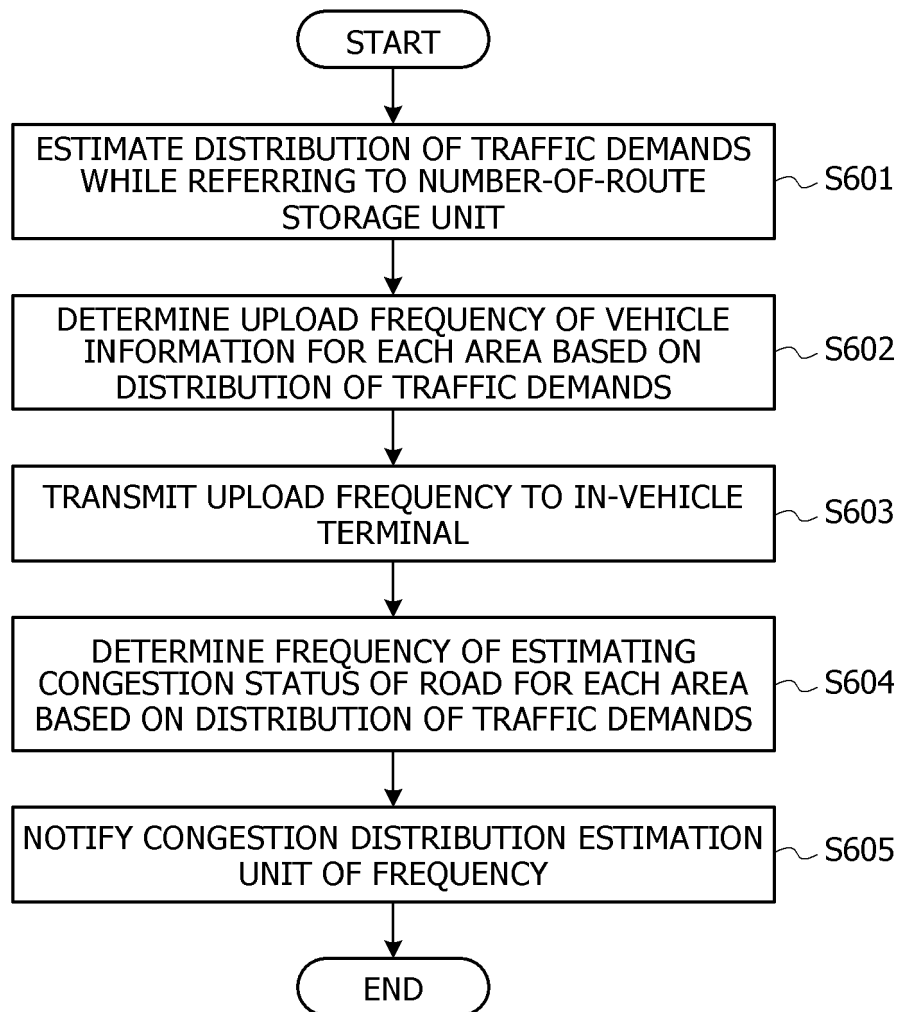 START
ESTIMATE DISTRIBUTION OF TRAFFIC DEMANDS
WHILE REFERRING TO NUMBER-OF-ROUTE
STORAGE UNIT
S601
DETERMINE UPLOAD FREQUENCY OF VEHICLE
INFORMATION FOR EACH AREA BASED ON
DISTRIBUTION OF TRAFFIC DEMANDS
S602
TRANSMIT UPLOAD FREQUENCY TO IN-VEHICLE
TERMINAL
S603
DETERMINE FREQUENCY OF ESTIMATING
CONGESTION STATUS OF ROAD FOR EACH AREA
BASED ON DISTRIBUTION OF TRAFFIC DEMANDS
S604
NOTIFY CONGESTION DISTRIBUTION ESTIMATION
UNIT OF FREQUENCY
S605
END